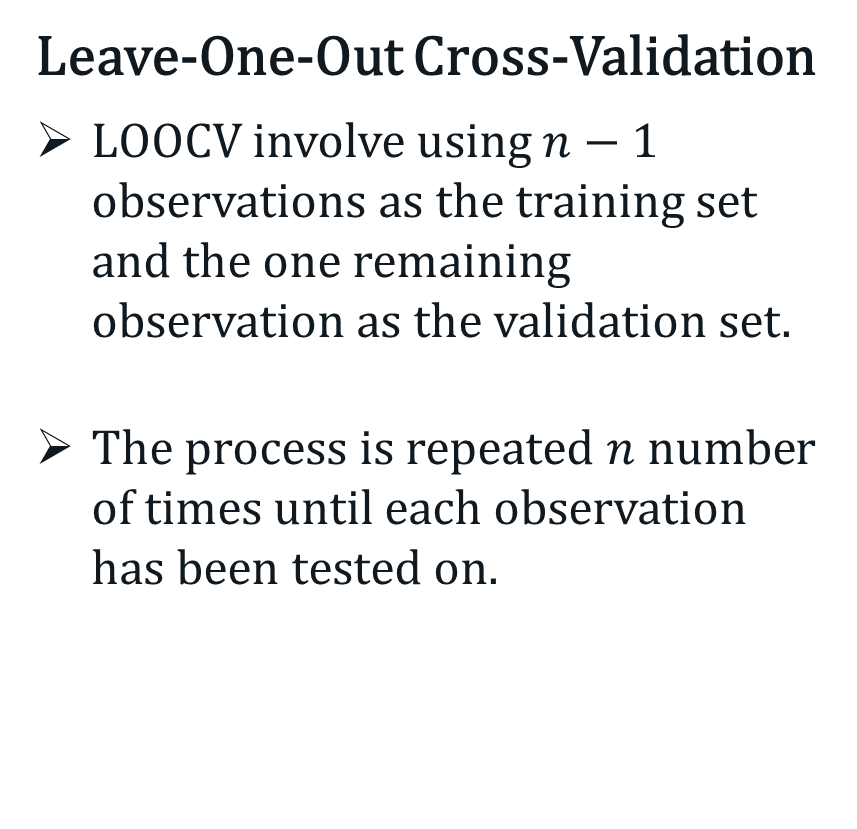 Leave-One-Out Cross-Validation
➢ LOOCV involve using n − 1
observations as the training set
and the one remaining
observation as the validation set.
➢ The process is repeated n number
of times until each observation
has been tested on.